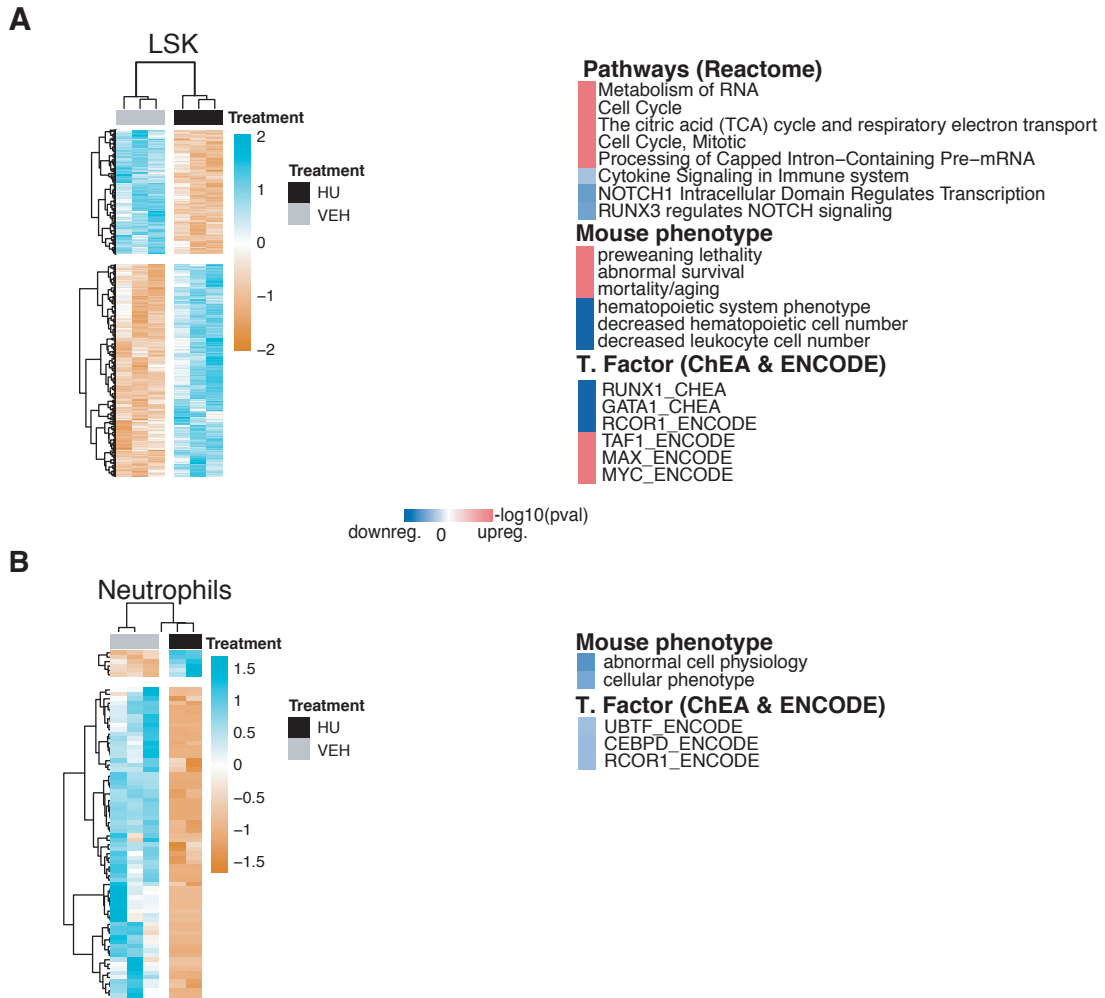 A
LSK
Treatment
2
1
0
−1
−2
Treatment
HU
VEH
Pathways (Reactome)
Metabolism of RNA
Cell Cycle
The citric acid (TCA) cycle and respiratory electron transport
Cell Cycle, Mitotic
Processing of Capped Intron−Containing Pre−mRNA
Cytokine Signaling in Immune system
NOTCH1 Intracellular Domain Regulates Transcription
RUNX3 regulates NOTCH signaling
Mouse phenotype
preweaning lethality
abnormal survival
mortality/aging
hematopoietic system phenotype
decreased hematopoietic cell number
decreased leukocyte cell number
T. Factor (ChEA & ENCODE)
RUNX1_CHEA
GATA1_CHEA
RCOR1_ENCODE
TAF1_ENCODE
MAX_ENCODE
MYC_ENCODE
-log10(pval)
downreg. 0 upreg.
B
Neutrophils
Treatment
1.5
1
0.5
0
−0.5
−1
−1.5
Treatment
HU
VEH
Mouse phenotype
abnormal cell physiology
cellular phenotype
T. Factor (ChEA & ENCODE)
UBTF_ENCODE
CEBPD_ENCODE
RCOR1_ENCODE